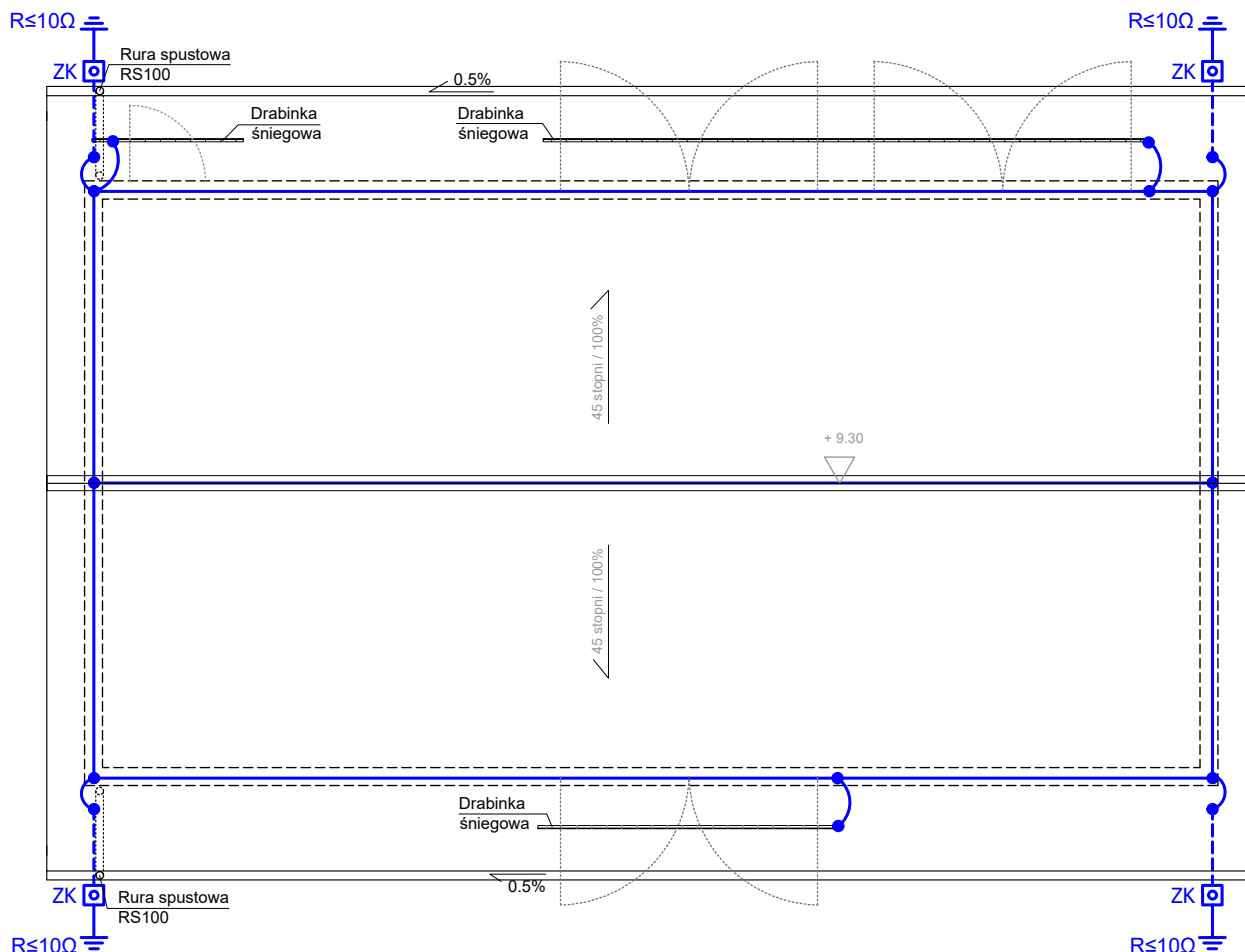 R≤10Ω
R≤10Ω
ZK
Rura spustowa
RS100
0.5%
ZK
Drabinka
śniegowa
Drabinka
śniegowa
45 stopni / 100%
+ 9.30
45 stopni / 100%
Drabinka
śniegowa
0.5%
ZK
Rura spustowa
RS100
ZK
R≤10Ω
R≤10Ω